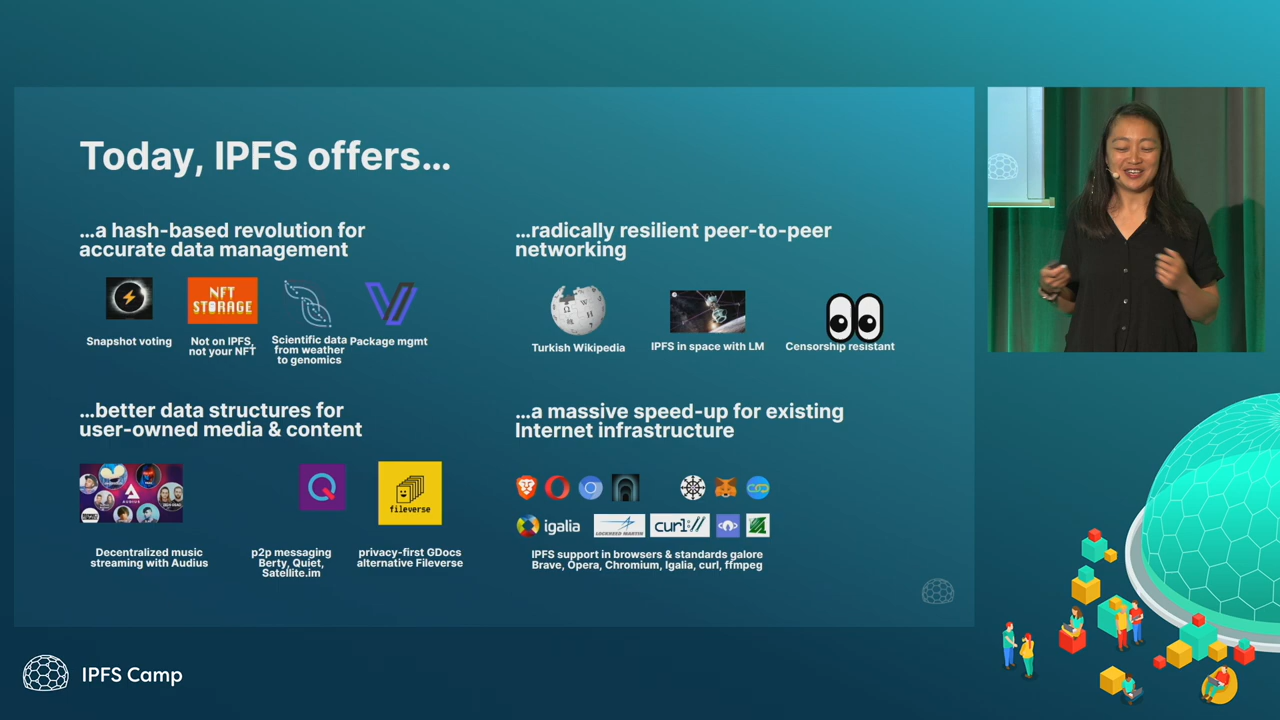 Today, IPFS offers...
...a hash-based revolution for
accurate data management
NFT
STORAGE
Snapshot voting
Not on IPFS,
not your NFT
Scientific data
from weather
to genomics
Package mgmt
...radically resilient peer-to-peer
networking
Turkish Wikipedia
IPFS in space with LM
Censorship resistant
...better data structures for
user-owned media & content
AUDIUS
fileverse
Decentralized music
streaming with Audius
p2p messaging
Berty, Quiet,
Satellite.im
privacy-first GDocs
alternative Fileverse
...a massive speed-up for existing
Internet infrastructure
igalia
LOCKHEED MARTIN
curl://
IPFS support in browsers & standards galore
Brave, Opera, Chromium, Igalia, curl, ffmpeg
IPFS Camp